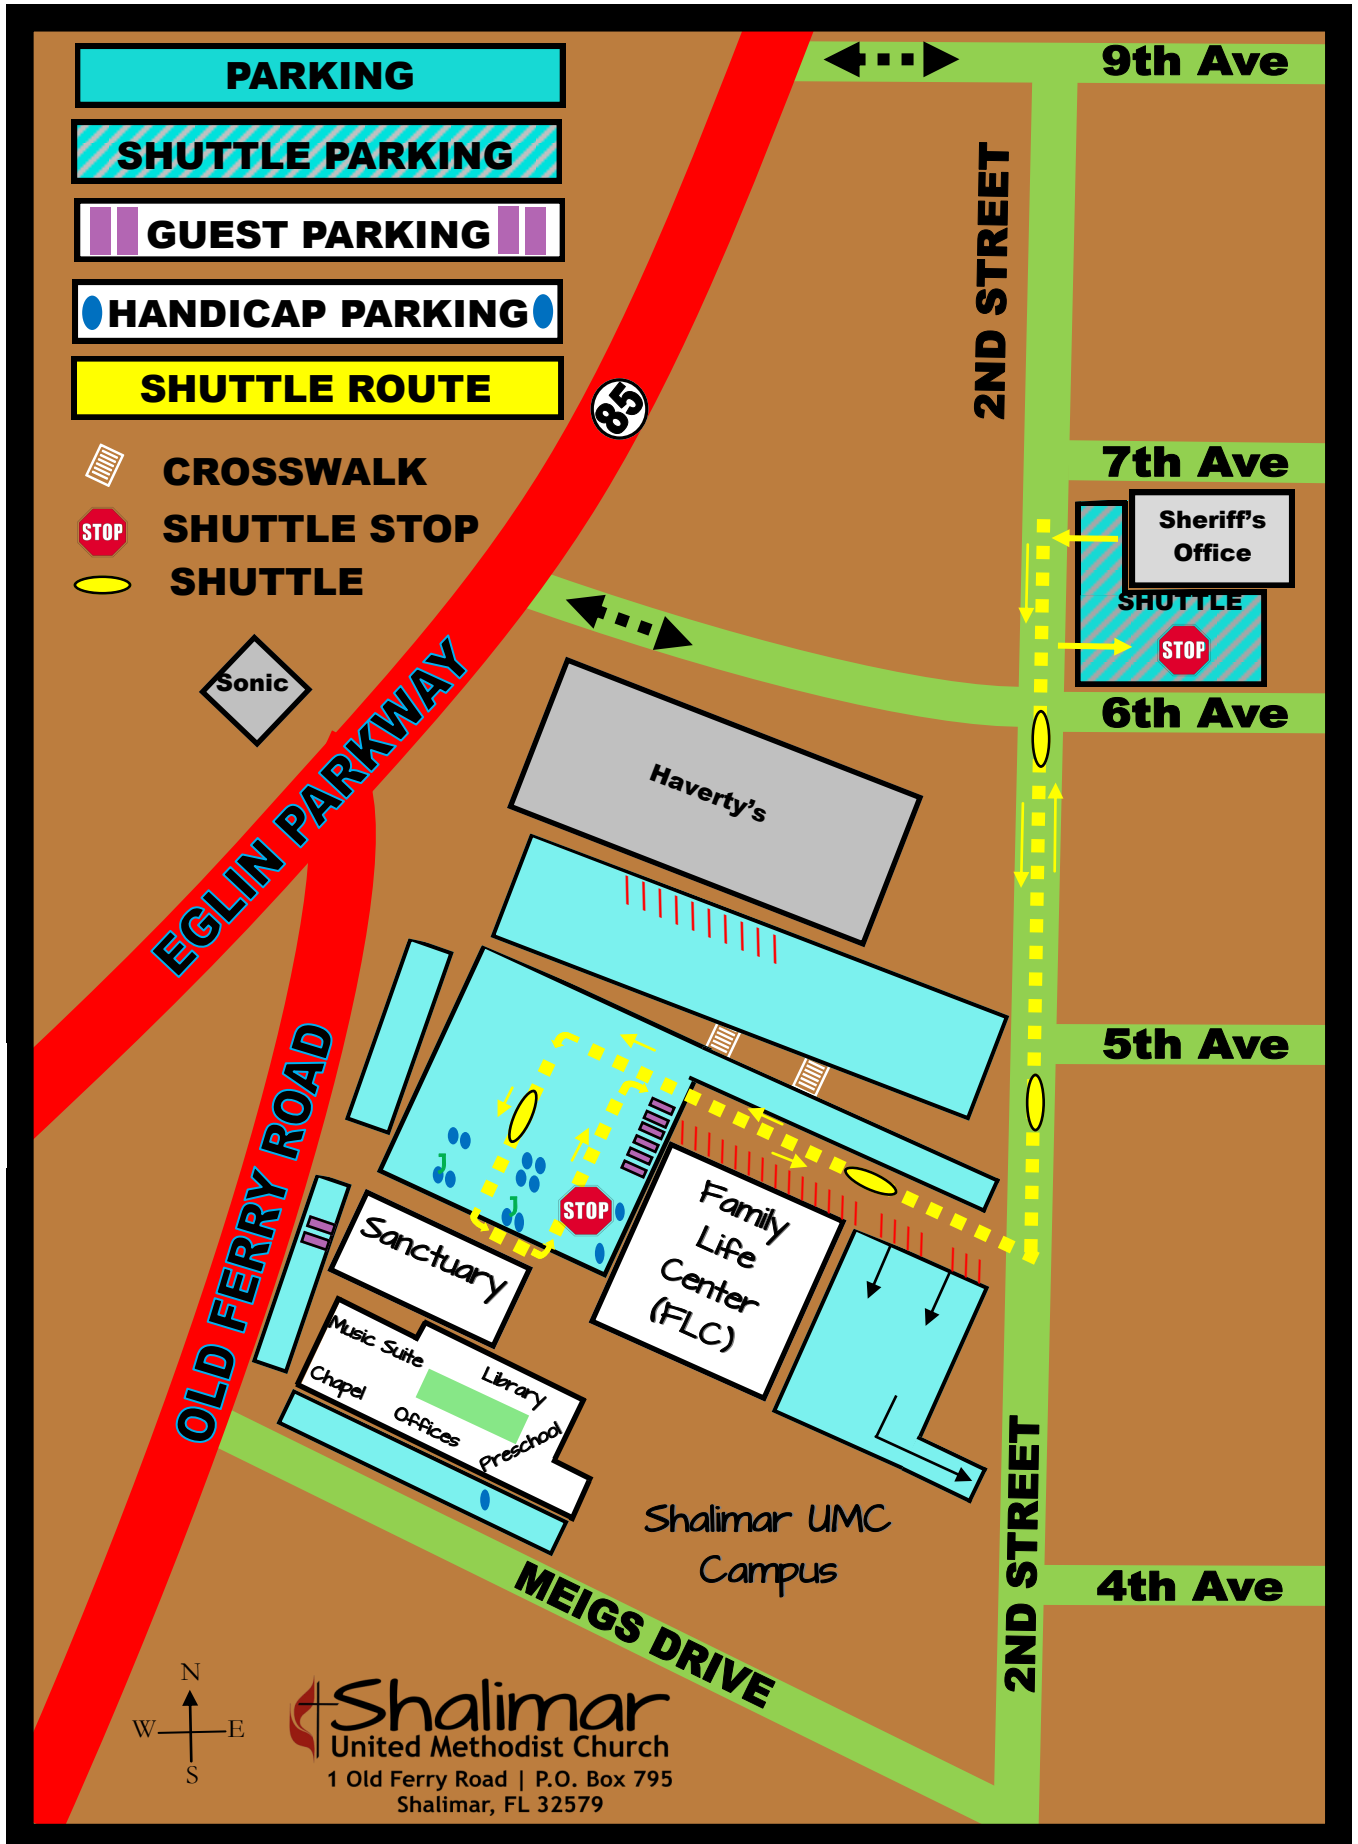 PARKING
SHUTTLE PARKING
GUEST PARKING
HANDICAP PARKING
SHUTTLE ROUTE
CROSSWALK
STOP
SHUTTLE STOP
SHUTTLE
9th Ave
2ND STREET
85
7th Ave
Sheriff's
Office
SHUTTLE
STOP
6th Ave
Sonic
EGLIN PARKWAY
Haverty's
5th Ave
OLD FERRY ROAD
J
J
STOP
Sanctuary
Family
Life
Center
(FLC)
Music Suite
Library
Chapel
Offices
Preschool
Shalimar UMC
Campus
2ND STREET
4th Ave
MEIGS DRIVE
N
W
E
S
Shalimar
United Methodist Church
1 Old Ferry Road | P.O. Box 795
Shalimar, FL 32579